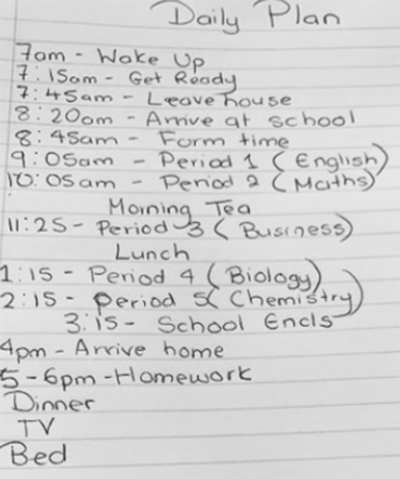 Daily Plan
7am - Wake Up
7:15am - Get Ready
7:45am - Leave house
8:20am - Arrive at school
8:45am - Form time
9:05am - Period 1 (English)
10:05am - Period 2 (Maths)
Morning Tea
11:25 - Period 3 (Business)
Lunch
1:15 - Period 4 (Biology)
2:15 - Period 5 (Chemistry)
3:15 - School Ends
4pm - Arrive home
5-6pm - Homework
Dinner
TV
Bed